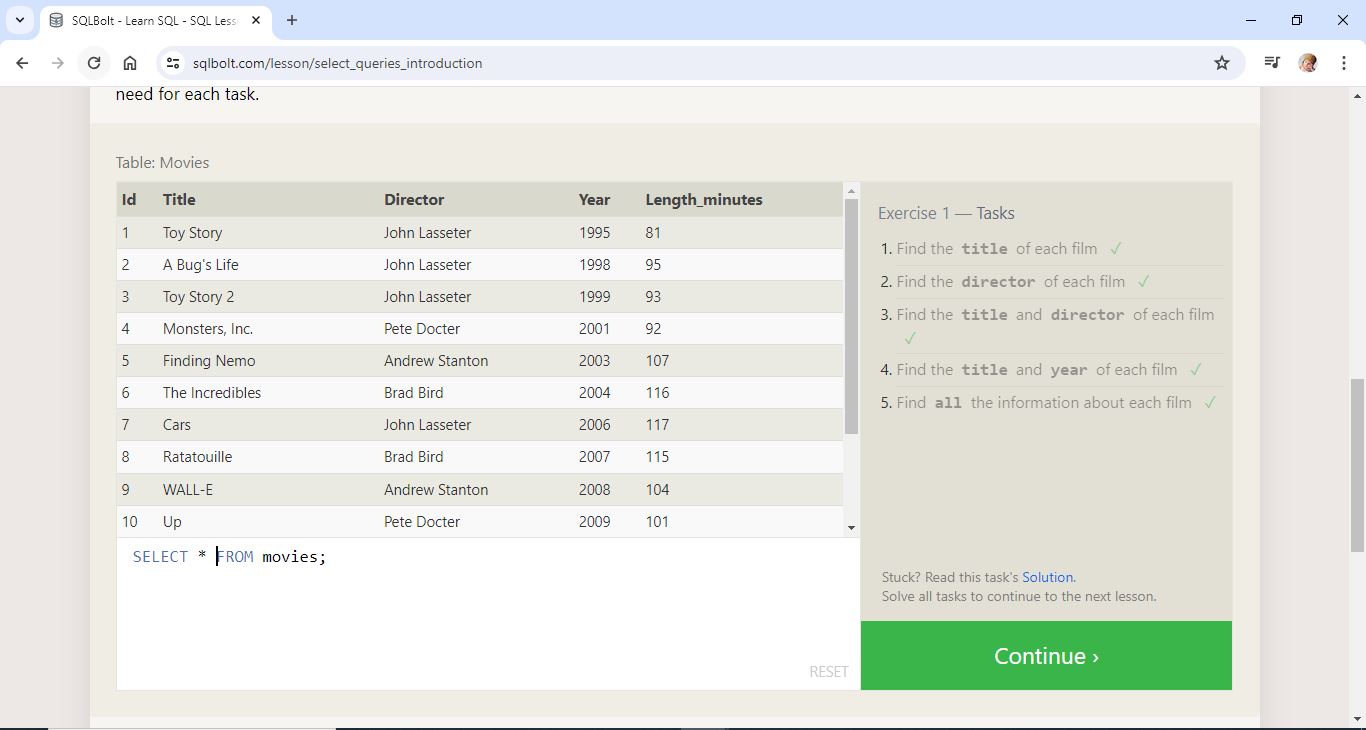 SQLBolt - Learn SQL - SQL Less
sqlbolt.com/lesson/select_queries_introduction
need for each task.
Table: Movies
Id Title Director Year Length_minutes
1 Toy Story John Lasseter 1995 81
2 A Bug's Life John Lasseter 1998 95
3 Toy Story 2 John Lasseter 1999 93
4 Monsters, Inc. Pete Docter 2001 92
5 Finding Nemo Andrew Stanton 2003 107
6 The Incredibles Brad Bird 2004 116
7 Cars John Lasseter 2006 117
8 Ratatouille Brad Bird 2007 115
9 WALL-E Andrew Stanton 2008 104
10 Up Pete Docter 2009 101
SELECT * FROM movies;
RESET
Exercise 1 — Tasks
1. Find the title of each film ✓
2. Find the director of each film ✓
3. Find the title and director of each film
✓
4. Find the title and year of each film ✓
5. Find all the information about each film ✓
Stuck? Read this task's Solution.
Solve all tasks to continue to the next lesson.
Continue ›